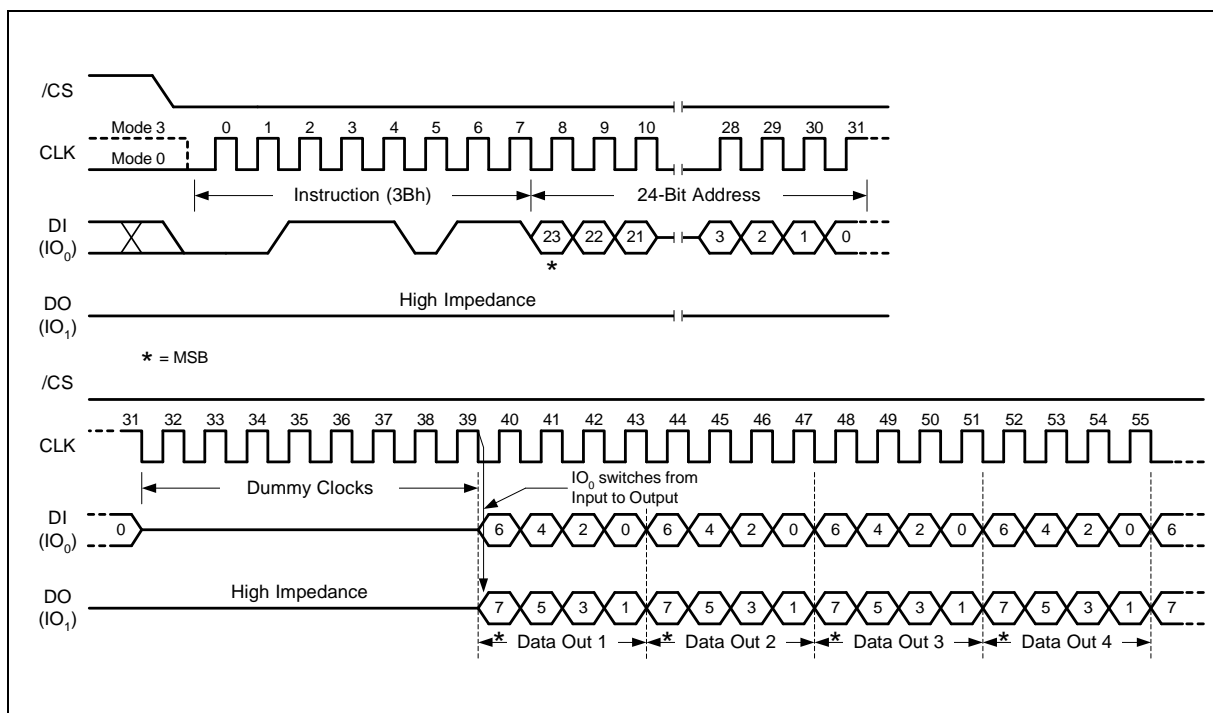 /CS
Mode 3 0 1 2 3 4 5 6 7 8 9 10 28 29 30 31
CLK
Mode 0
Instruction (3Bh) 24-Bit Address
DI
(IO0)
23 22 21 3 2 1 0
*
High Impedance
DO
(IO1)
* = MSB
/CS
31 32 33 34 35 36 37 38 39 40 41 42 43 44 45 46 47 48 49 50 51 52 53 54 55
CLK
Dummy Clocks
IO0 switches from
Input to Output
DI
(IO0)
0 6 4 2 0 6 4 2 0 6 4 2 0 6 4 2 0 6
High Impedance
DO
(IO1)
7 5 3 1 7 5 3 1 7 5 3 1 7 5 3 1 7
* Data Out 1 * Data Out 2 * Data Out 3 * Data Out 4